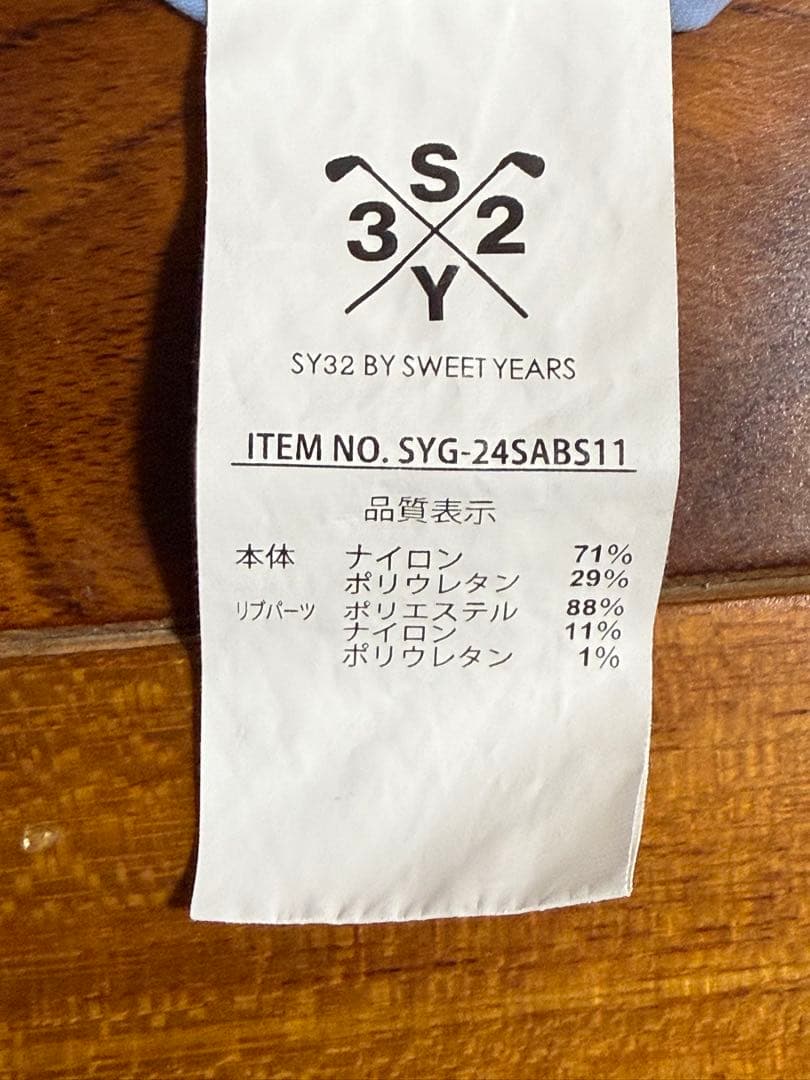 S
3 2
Y
SY32 BY SWEET YEARS
ITEM NO. SYG-24SABS11
品質表示
本体 ナイロン 71%
ポリウレタン 29%
リブパーツ ポリエステル 88%
ナイロン 11%
ポリウレタン 1%